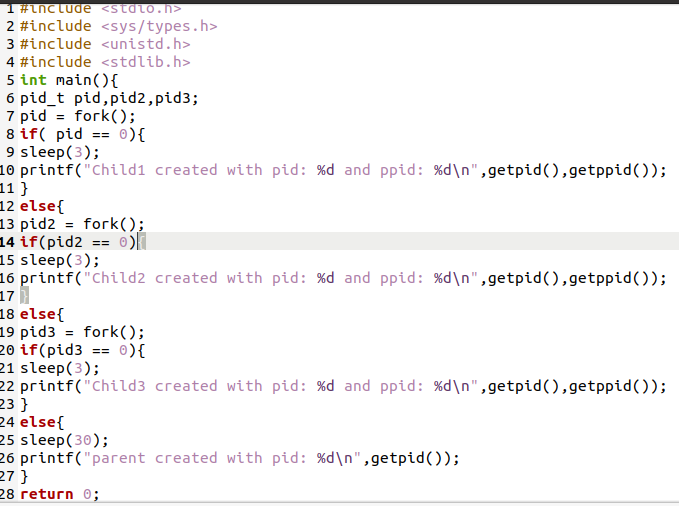 1 #include <stdio.h>
2 #include <sys/types.h>
3 #include <unistd.h>
4 #include <stdlib.h>
5 int main(){
6 pid_t pid,pid2,pid3;
7 pid = fork();
8 if( pid == 0){
9 sleep(3);
10 printf("Child1 created with pid: %d and ppid: %d\n",getpid(),getppid());
11 }
12 else{
13 pid2 = fork();
14 if(pid2 == 0){
15 sleep(3);
16 printf("Child2 created with pid: %d and ppid: %d\n",getpid(),getppid());
17 }
18 else{
19 pid3 = fork();
20 if(pid3 == 0){
21 sleep(3);
22 printf("Child3 created with pid: %d and ppid: %d\n",getpid(),getppid());
23 }
24 else{
25 sleep(30);
26 printf("parent created with pid: %d\n",getpid());
27 }
28 return 0;